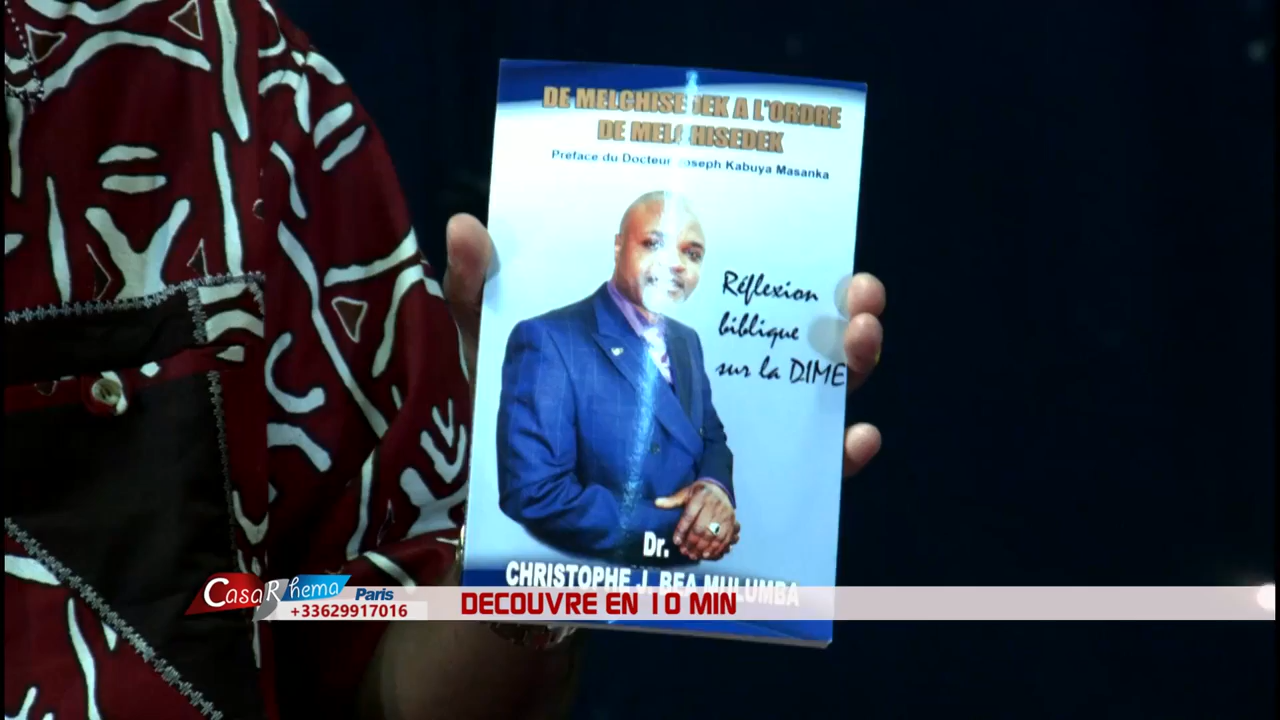 DE MELCHISEDEK A L'ORDRE
DE MELCHISEDEK
Préface du Docteur Joseph Kabuya Masanka
Réflexion
biblique
sur la DIME
Dr.
CHRISTOPHE J. BEA MULUMBA
CasaRhema Paris
+33629917016
DECOUVRE EN 10 MIN